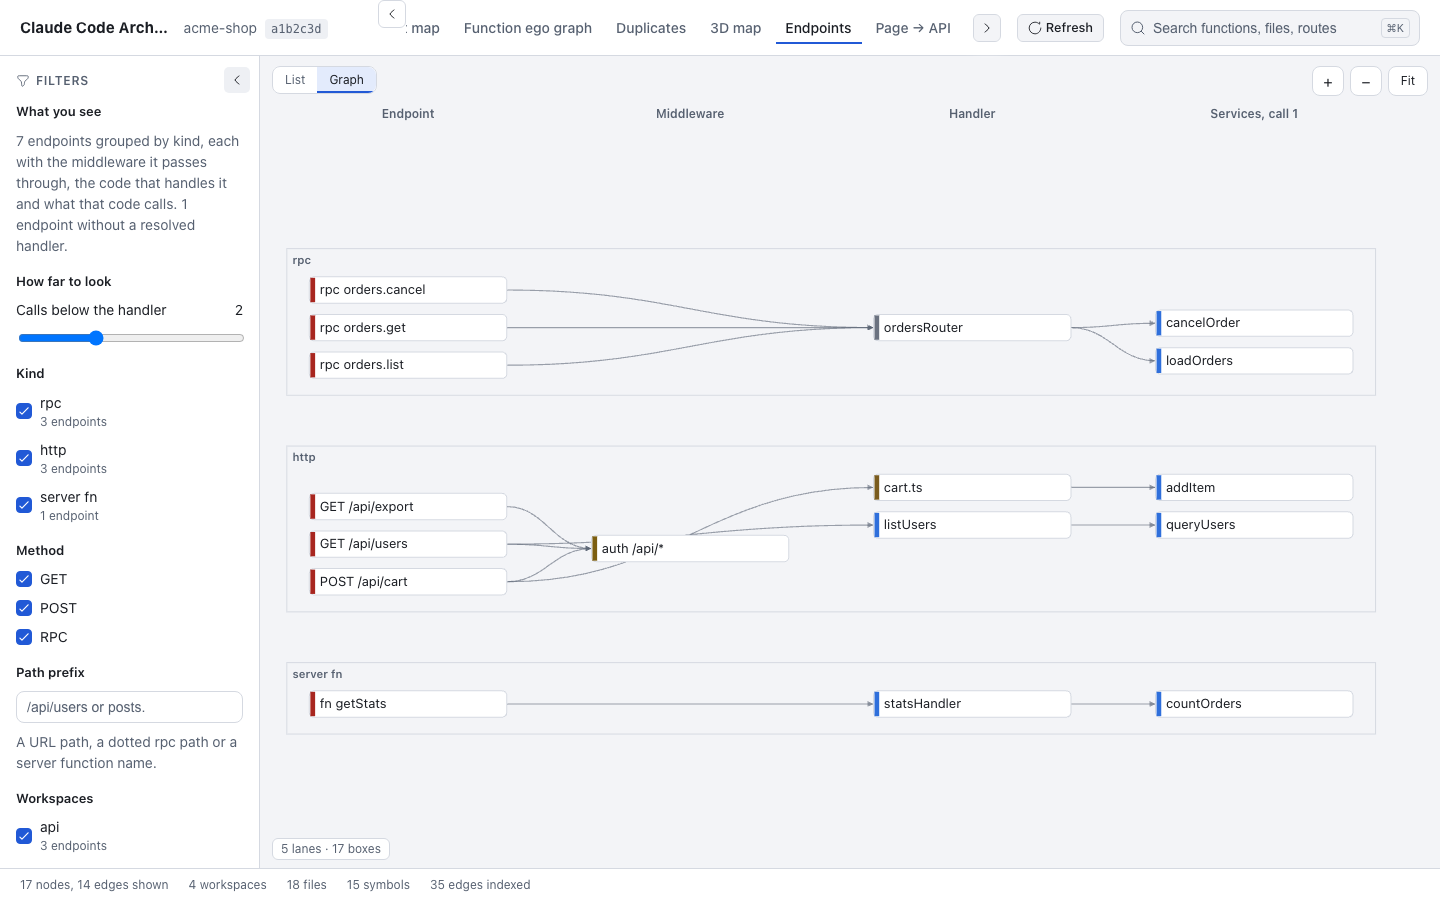 Claude Code Arch...
acme-shop
a1b2c3d
map
Function ego graph
Duplicates
3D map
Endpoints
Page → API
Refresh
Search functions, files, routes
⌘K
FILTERS
What you see
7 endpoints grouped by kind, each
with the middleware it passes
through, the code that handles it
and what that code calls. 1
endpoint without a resolved
handler.
How far to look
Calls below the handler
2
Kind
rpc
3 endpoints
http
3 endpoints
server fn
1 endpoint
Method
GET
POST
RPC
Path prefix
/api/users or posts.
A URL path, a dotted rpc path or a
server function name.
Workspaces
api
3 endpoints
List
Graph
+
−
Fit
Endpoint
Middleware
Handler
Services, call 1
rpc
rpc orders.cancel
rpc orders.get
rpc orders.list
ordersRouter
cancelOrder
loadOrders
http
GET /api/export
GET /api/users
POST /api/cart
auth /api/*
cart.ts
listUsers
addItem
queryUsers
server fn
fn getStats
statsHandler
countOrders
5 lanes · 17 boxes
17 nodes, 14 edges shown
4 workspaces
18 files
15 symbols
35 edges indexed